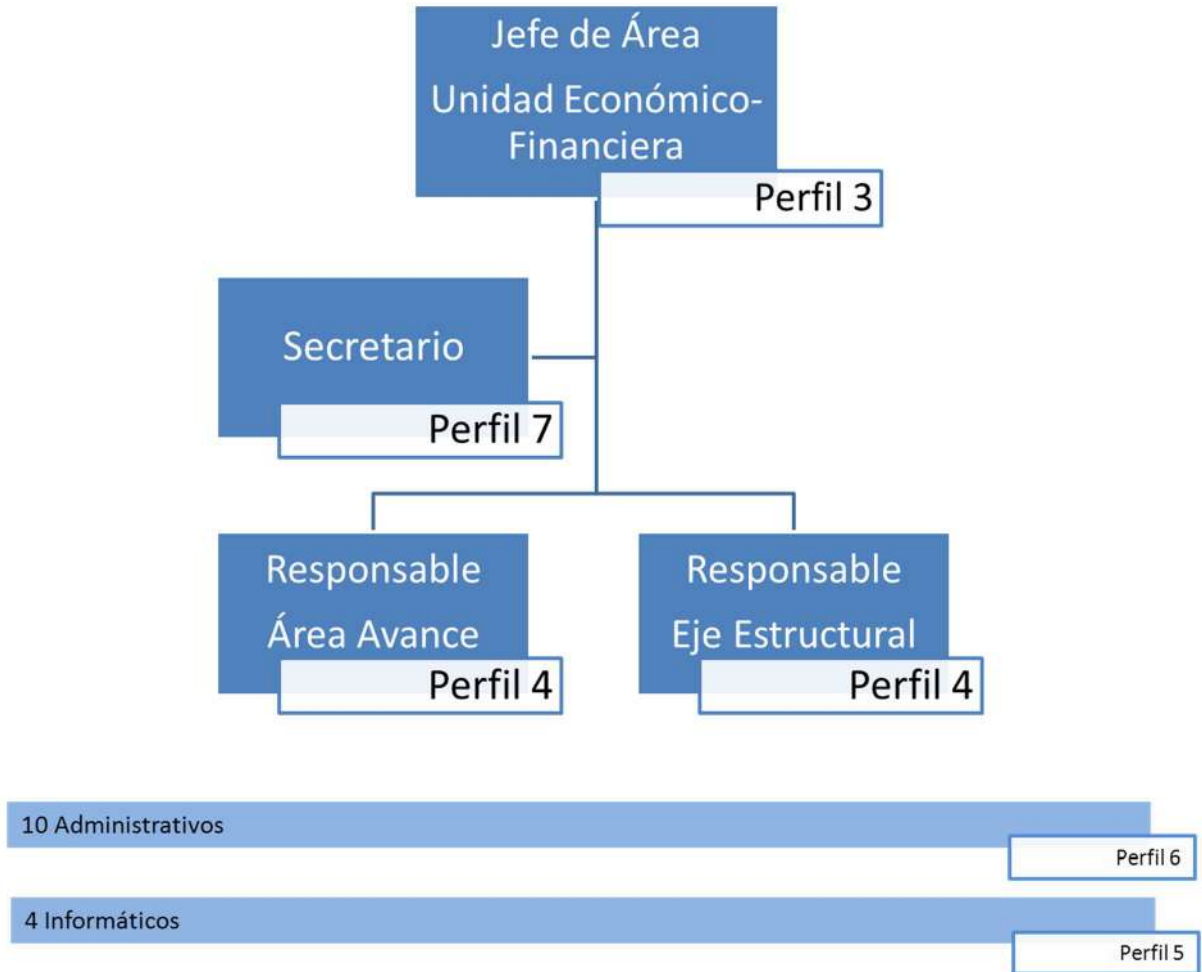 Jefe de Área
Unidad Económico-
Financiera
Perfil 3
Secretario
Perfil 7
Responsable
Área Avance
Perfil 4
Responsable
Eje Estructural
Perfil 4
10 Administrativos
Perfil 6
4 Informáticos
Perfil 5